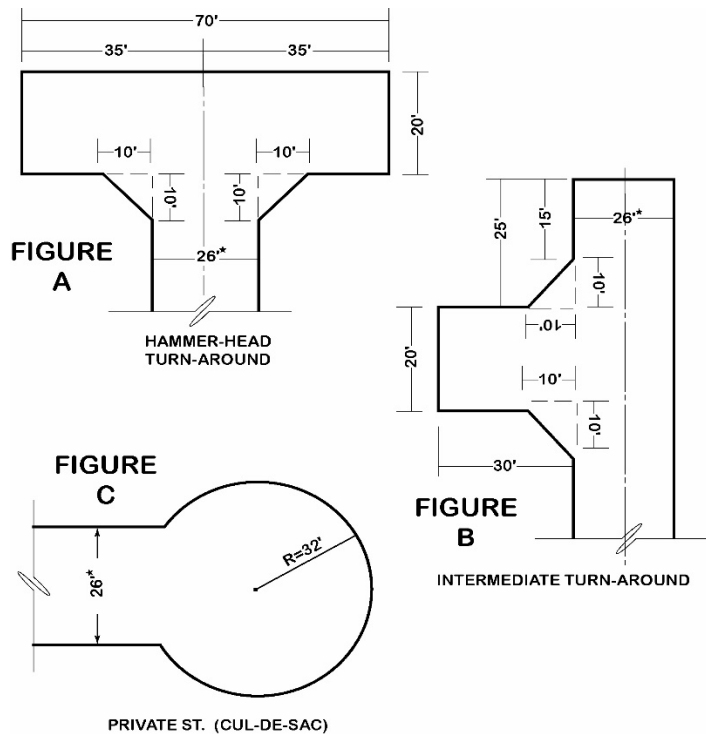 70'
35'
35'
20'
10'
10'
10'
10'
26'*
FIGURE
A
HAMMER-HEAD
TURN-AROUND
25'
15'
26'*
10'
10'
20'
10'
10'
30'
FIGURE
B
INTERMEDIATE TURN-AROUND
FIGURE
C
26'*
R=32'
PRIVATE ST. (CUL-DE-SAC)